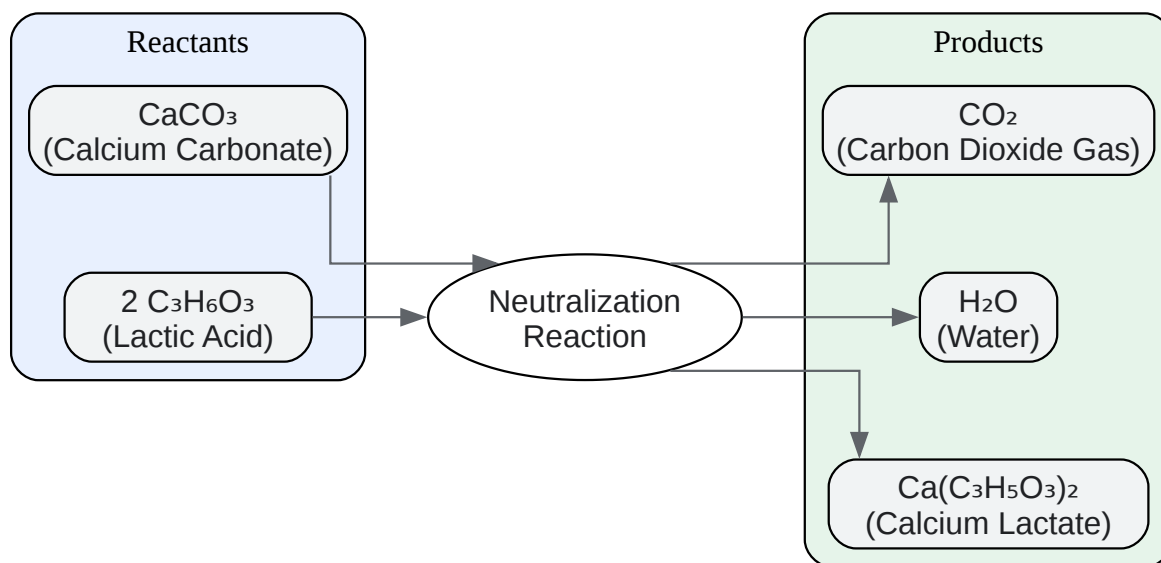 Reactants
CaCO₃
(Calcium Carbonate)
2 C₃H₆O₃
(Lactic Acid)
Neutralization
Reaction
Products
CO₂
(Carbon Dioxide Gas)
H₂O
(Water)
Ca(C₃H₅O₃)₂
(Calcium Lactate)